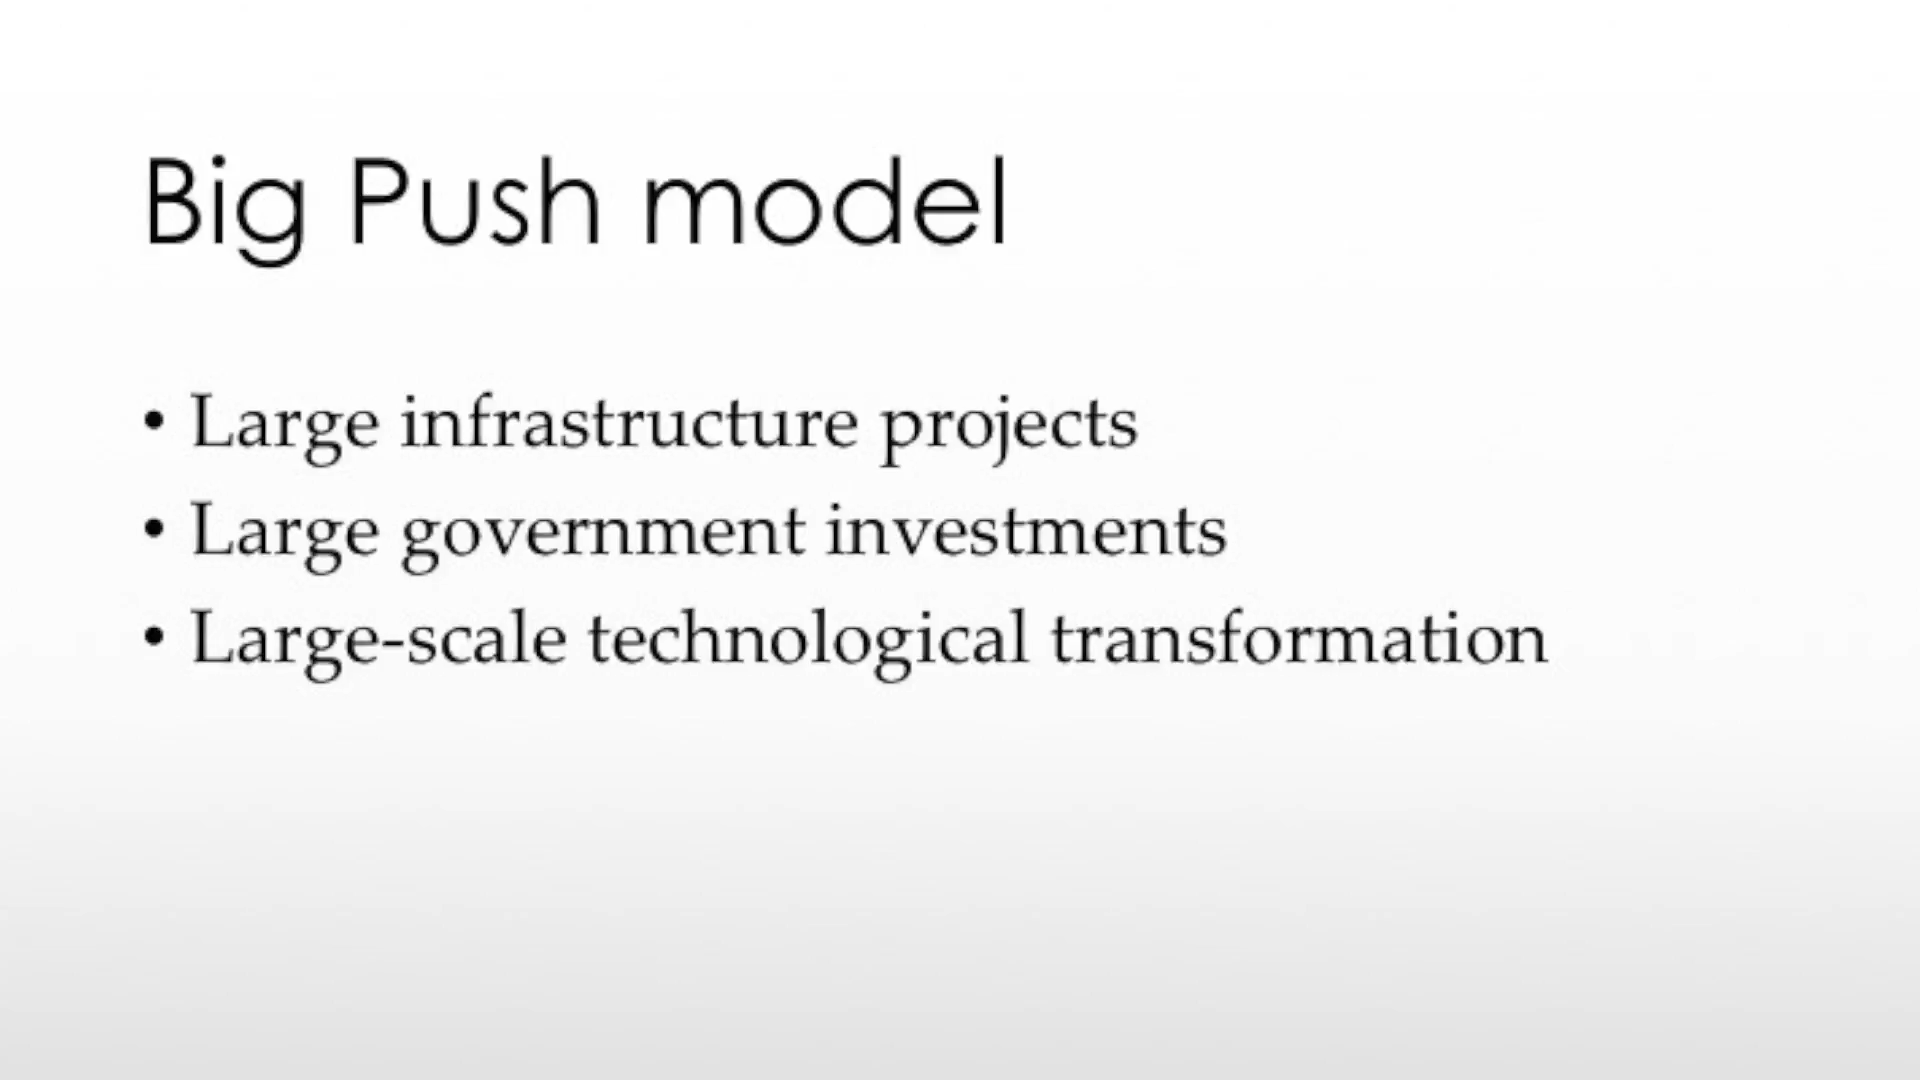 Big Push model
• Large infrastructure projects
• Large government investments
• Large-scale technological transformation